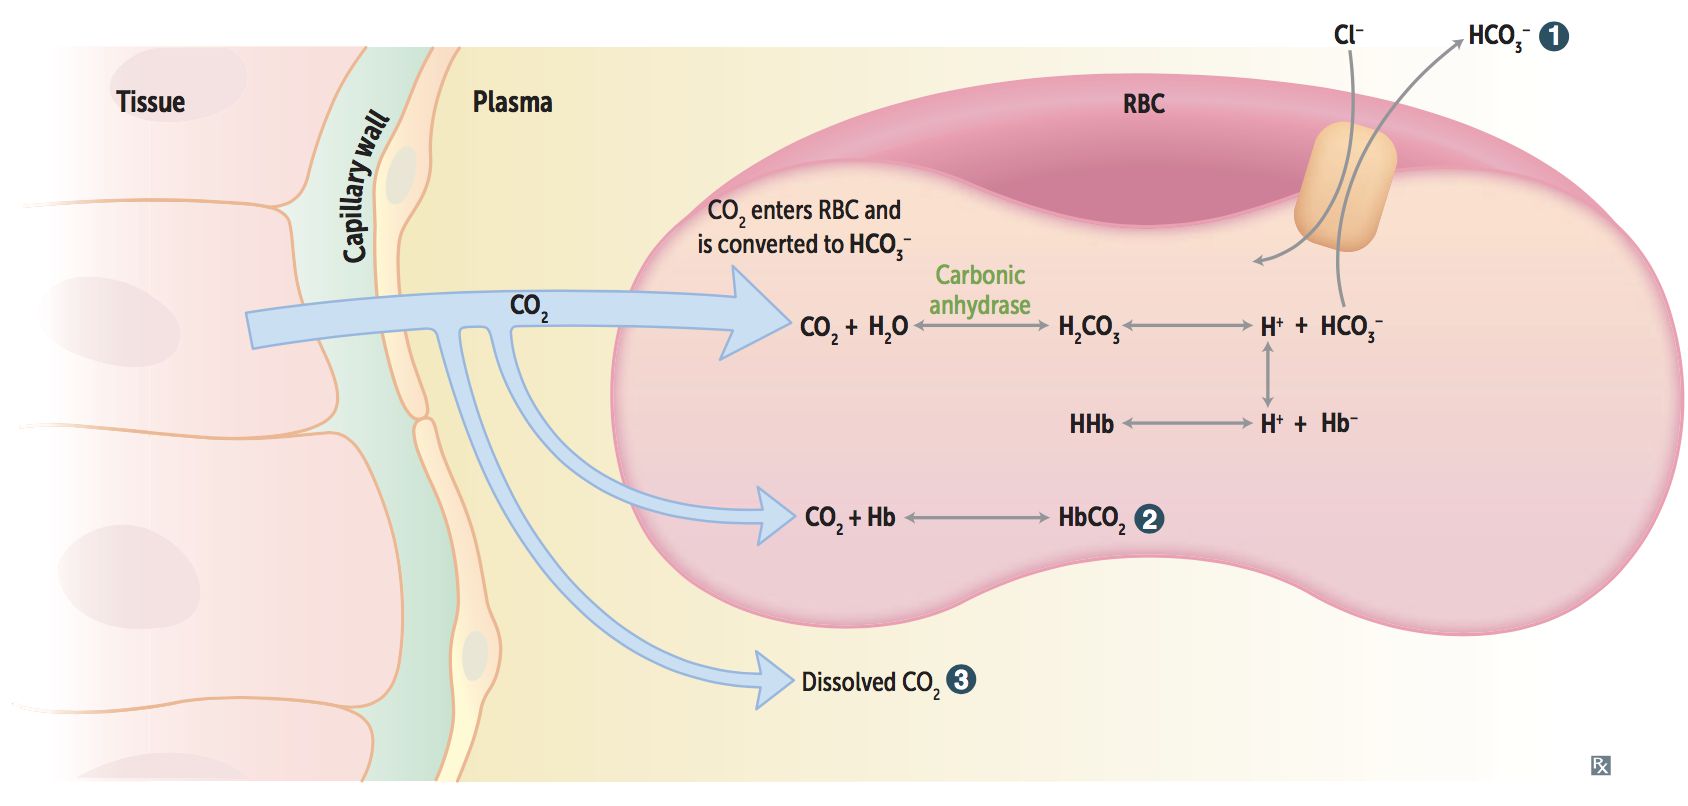 Cl⁻
HCO₃⁻ 1
Tissue
Capillary wall
Plasma
RBC
CO₂ enters RBC and
is converted to HCO₃⁻
CO₂
Carbonic
anhydrase
CO₂ + H₂O H₂CO₃ H⁺ + HCO₃⁻
HHb H⁺ + Hb⁻
CO₂ + Hb HbCO₂ 2
Dissolved CO₂ 3
Rx